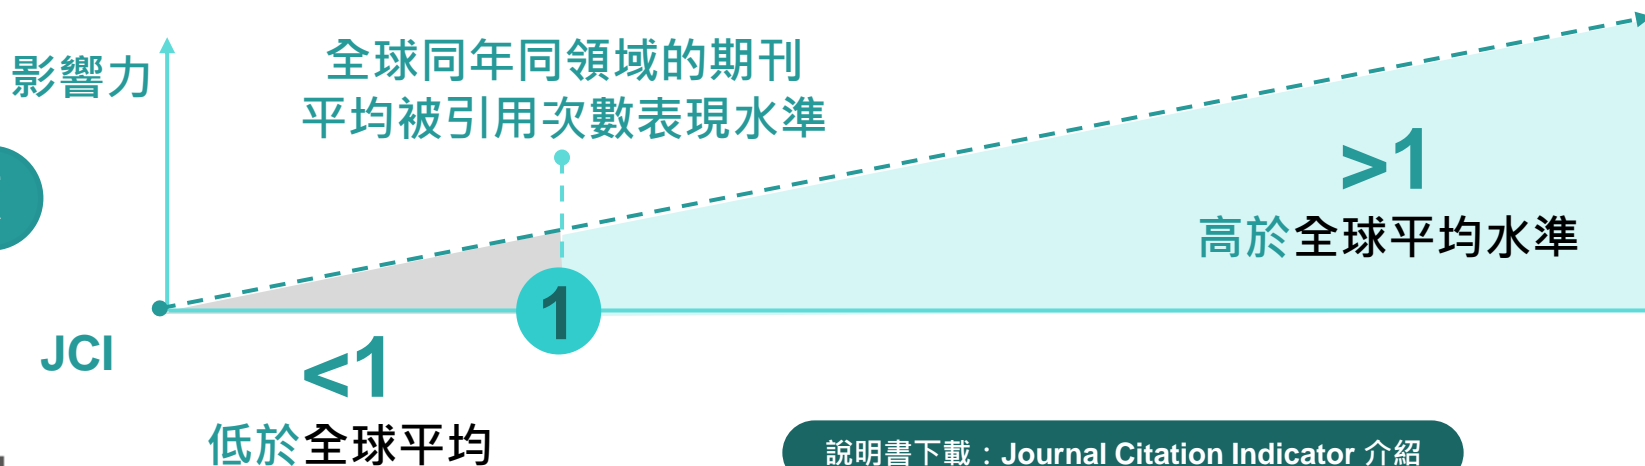 影響力
全球同年同領域的期刊
平均被引用次數表現水準
>1
高於全球平均水準
1
JCI
<1
低於全球平均
說明書下載：Journal Citation Indicator 介紹